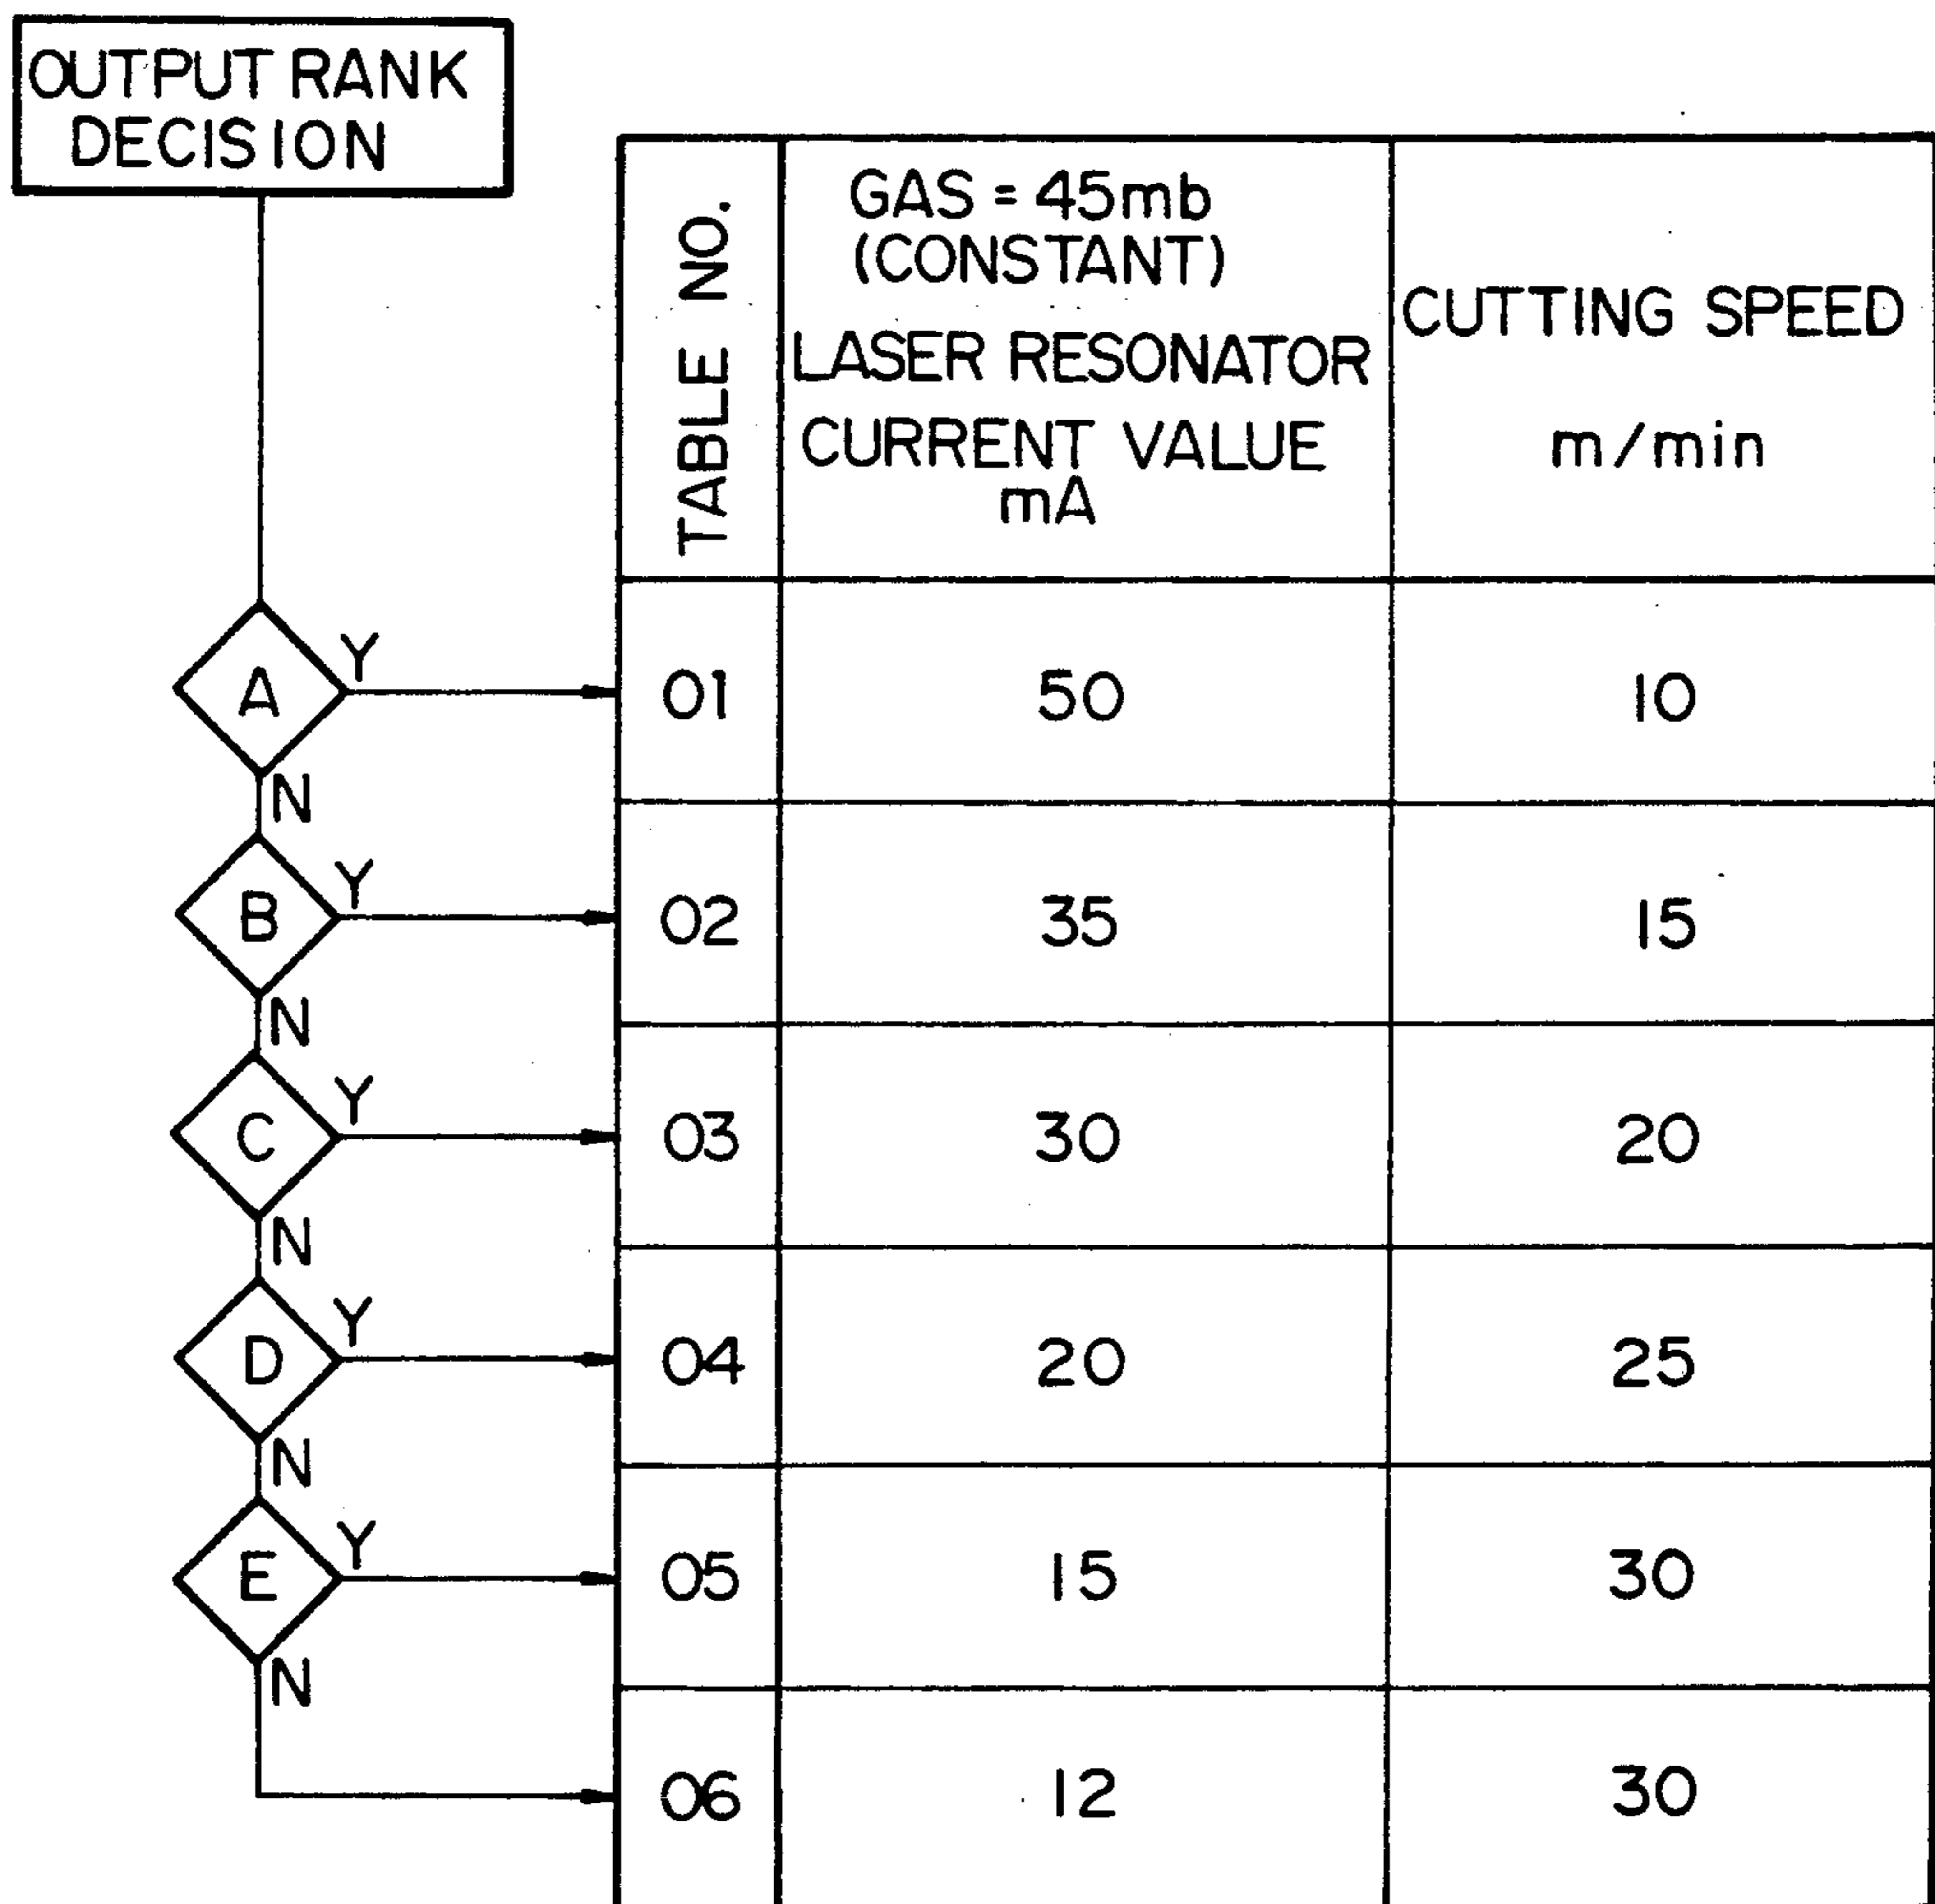 OUTPUT RANK
DECISION
TABLE NO.
GAS = 45mb
(CONSTANT)
LASER RESONATOR
CURRENT VALUE
mA
CUTTING SPEED
m/min
A
Y
N
01
50
10
B
Y
N
02
35
15
C
Y
N
03
30
20
D
Y
N
04
20
25
E
Y
N
05
15
30
06
12
30